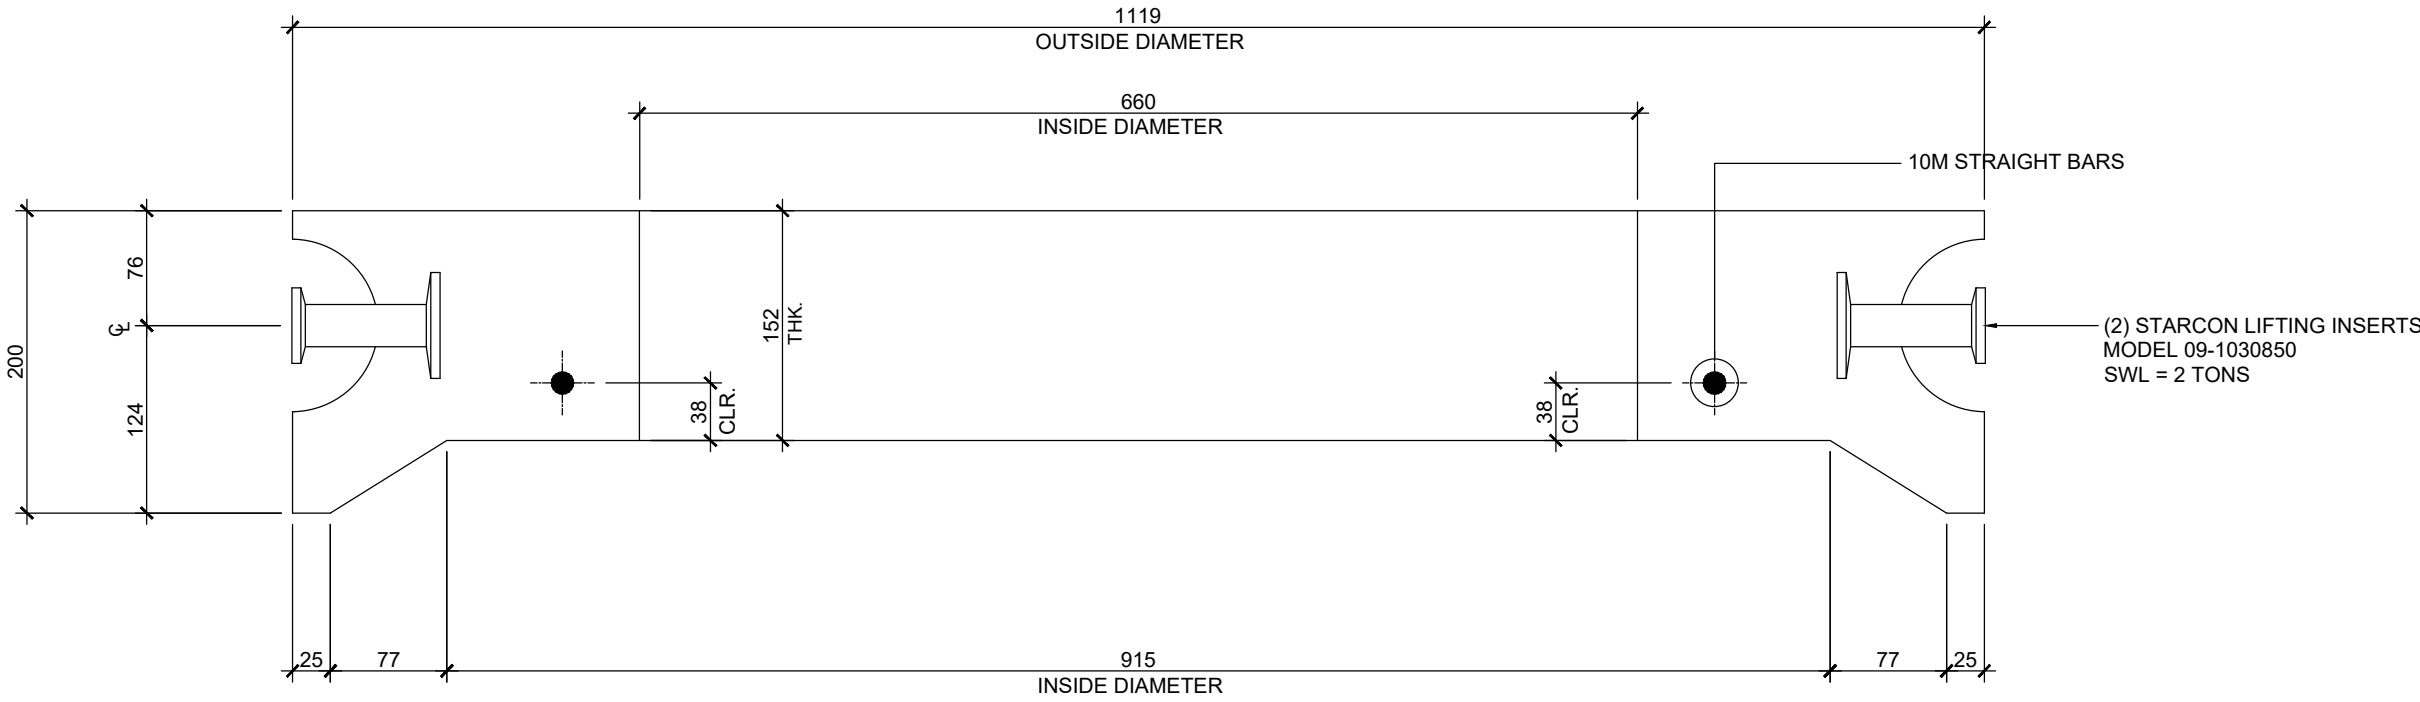 1119
OUTSIDE DIAMETER
660
INSIDE DIAMETER
10M STRAIGHT BARS
76
℄
200
124
152
THK.
38
CLR.
38
CLR.
(2) STARCON LIFTING INSERTS
MODEL 09-1030850
SWL = 2 TONS
25
77
915
INSIDE DIAMETER
77
25